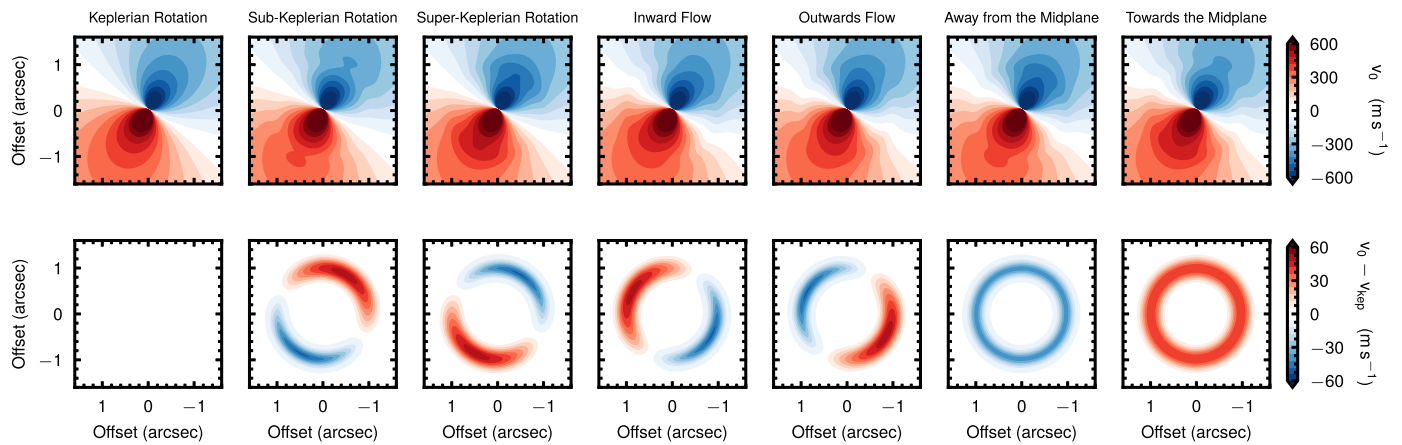 Keplerian Rotation Sub-Keplerian Rotation Super-Keplerian Rotation Inward Flow Outwards Flow Away from the Midplane Towards the Midplane
Offset (arcsec)
1
0
−1
600
300
0
−300
−600
v₀ (m s⁻¹)
Offset (arcsec)
1
0
−1
60
30
0
−30
−60
v₀ − vₖₑₚ (m s⁻¹)
1 0 −1 1 0 −1 1 0 −1 1 0 −1 1 0 −1 1 0 −1 1 0 −1
Offset (arcsec) Offset (arcsec) Offset (arcsec) Offset (arcsec) Offset (arcsec) Offset (arcsec) Offset (arcsec)